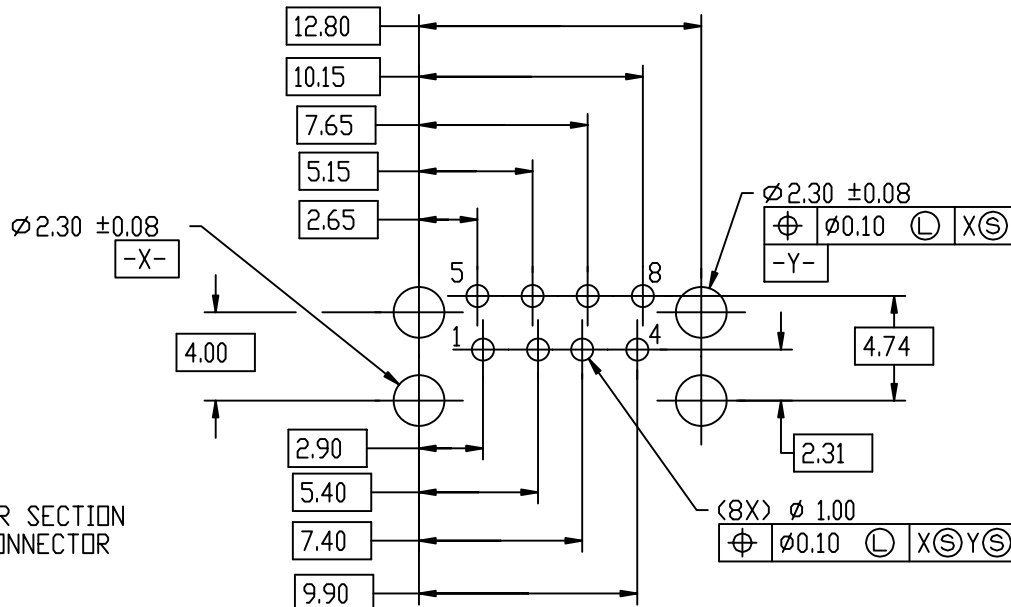 12.80
10.15
7.65
5.15
2.65
⌀2.30 ±0.08
-X-
⌀2.30 ±0.08
⌖ ⌀0.10 Ⓛ XⓈ
-Y-
5
8
1
4
4.00
4.74
2.90
2.31
5.40
R SECTION
ONNECTOR
7.40
(8X) ⌀ 1.00
⌖ ⌀0.10 Ⓛ XⓈYⓈ
9.90